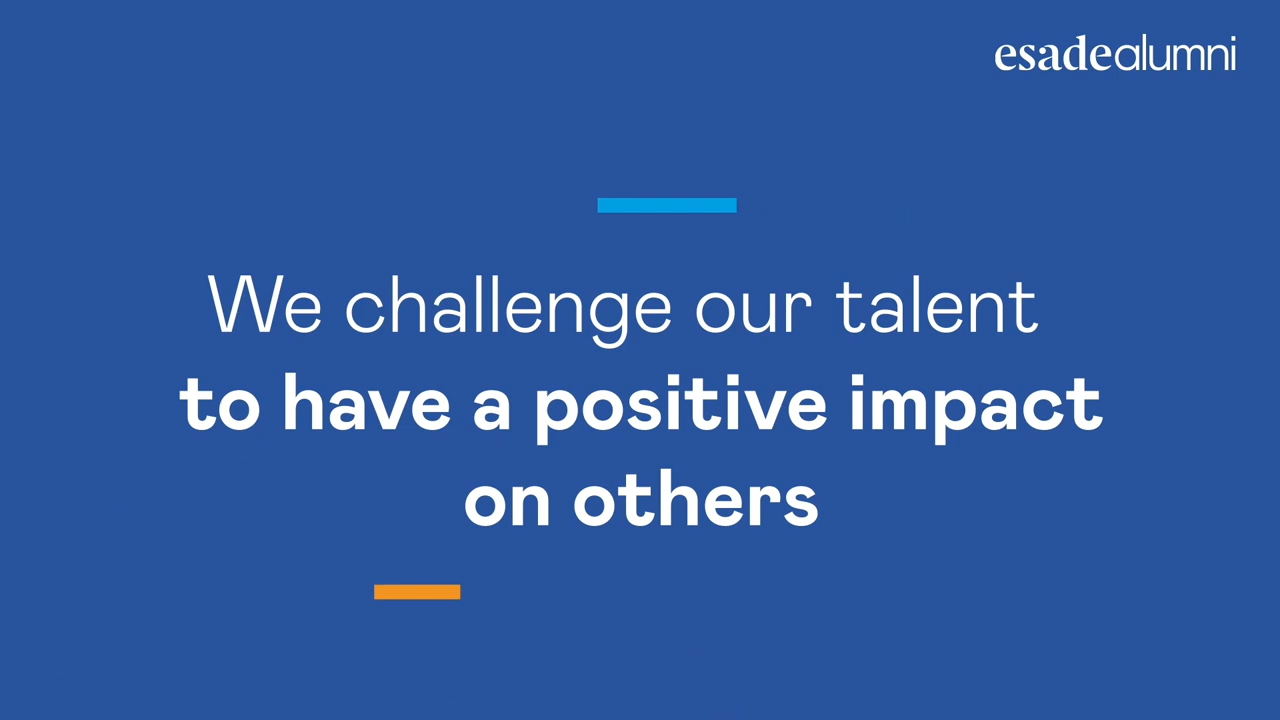 esadealumni
We challenge our talent
to have a positive impact
on others